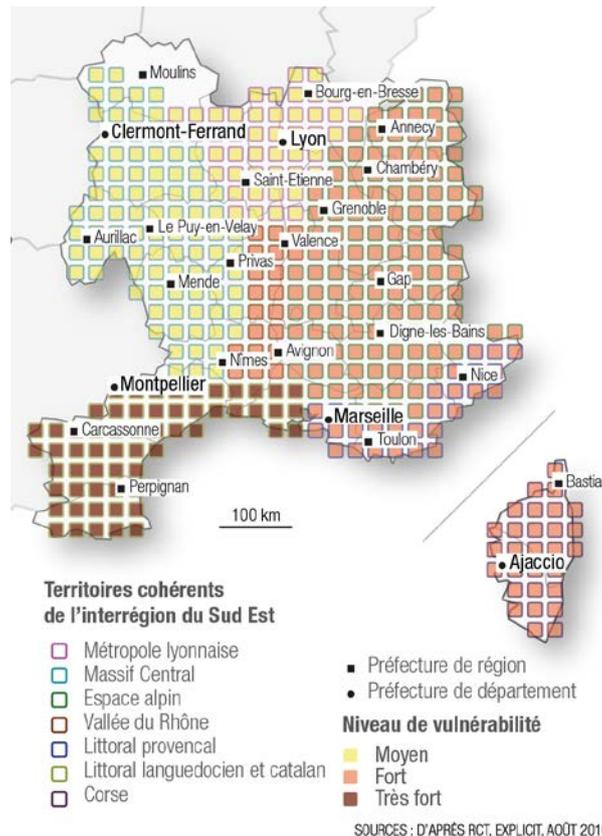 Moulins
Bourg-en-Bresse
Clermont-Ferrand
Lyon
Annecy
Chambéry
Saint-Etienne
Grenoble
Le Puy-en-Velay
Aurillac
Valence
Privas
Mende
Gap
Digne-les-Bains
Nîmes
Avignon
Nice
Montpellier
Marseille
Carcassonne
Toulon
Perpignan
Bastia
100 km
Ajaccio
Territoires cohérents
de l'interrégion du Sud Est
Métropole lyonnaise
Massif Central
Espace alpin
Vallée du Rhône
Littoral provencal
Littoral languedocien et catalan
Corse
Préfecture de région
Préfecture de département
Niveau de vulnérabilité
Moyen
Fort
Très fort
SOURCES : D'APRÈS RCT, EXPLICIT, AOÛT 201